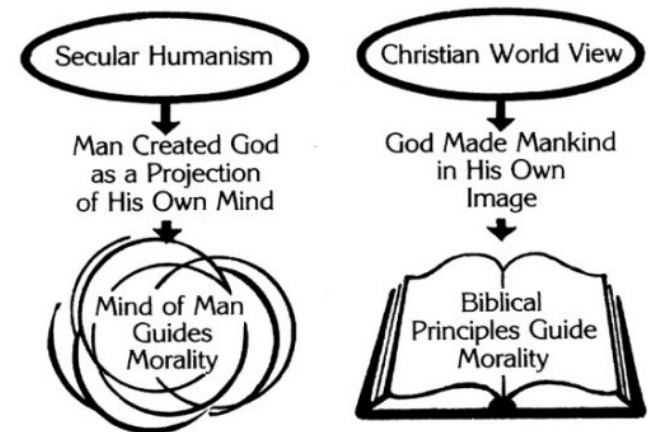 Secular Humanism
Man Created God
as a Projection
of His Own Mind
Mind of Man
Guides
Morality
Christian World View
God Made Mankind
in His Own
Image
Biblical
Principles Guide
Morality